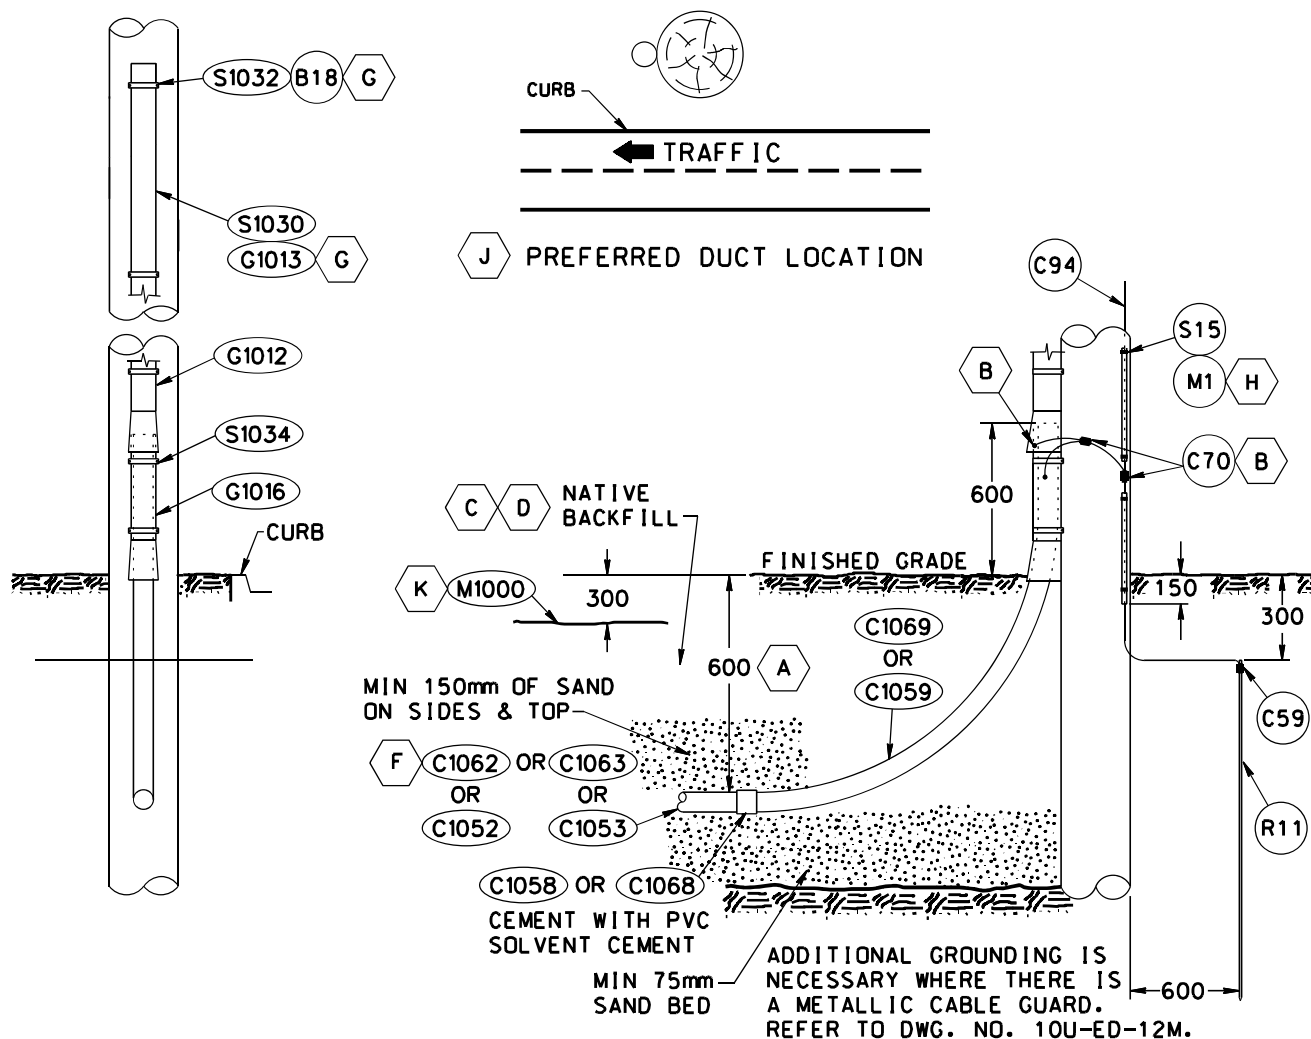 S1032 B18 G
CURB
TRAFFIC
S1030
G1013 G
J PREFERRED DUCT LOCATION
C94
S15
G1012
B
M1 H
S1034
C70 B
G1016
600
C D NATIVE
BACKFILL
CURB
FINISHED GRADE
K M1000
300
150
300
C1069
OR
C1059
600 A
MIN 150mm OF SAND
ON SIDES & TOP
C59
F C1062 OR C1063
OR OR
C1052 C1053
R11
C1058 OR C1068
CEMENT WITH PVC
SOLVENT CEMENT
MIN 75mm
SAND BED
ADDITIONAL GROUNDING IS
NECESSARY WHERE THERE IS
A METALLIC CABLE GUARD.
REFER TO DWG. NO. 10U-ED-12M.
600